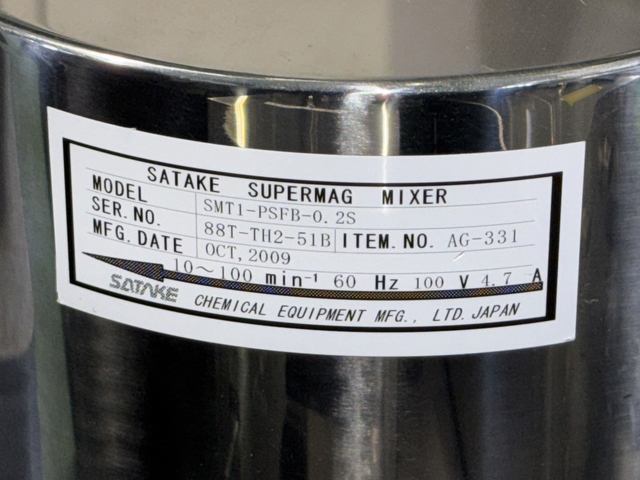 SATAKE SUPERMAG MIXER
MODEL SMT1-PSFB-0.2S
SER.NO. 88T-TH2-51B ITEM.NO. AG-331
MFG.DATE OCT,2009
10~100 min⁻¹ 60 Hz 100 V 4.7 A
SATAKE CHEMICAL EQUIPMENT MFG., LTD. JAPAN